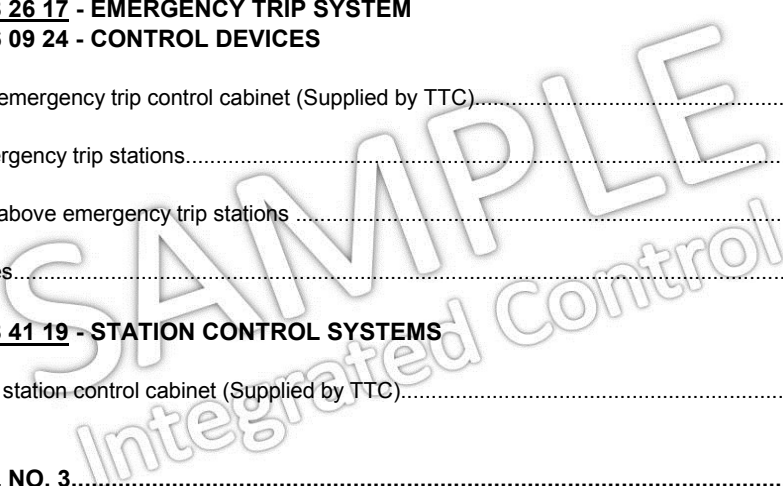 26 17 - EMERGENCY TRIP SYSTEM
09 24 - CONTROL DEVICES
emergency trip control cabinet (Supplied by TTC)..........
trip stations..........
above emergency trip stations ..........
41 19 - STATION CONTROL SYSTEMS
station control cabinet (Supplied by TTC)..........
NO. 3..........
SAMPLE
Integrated Control